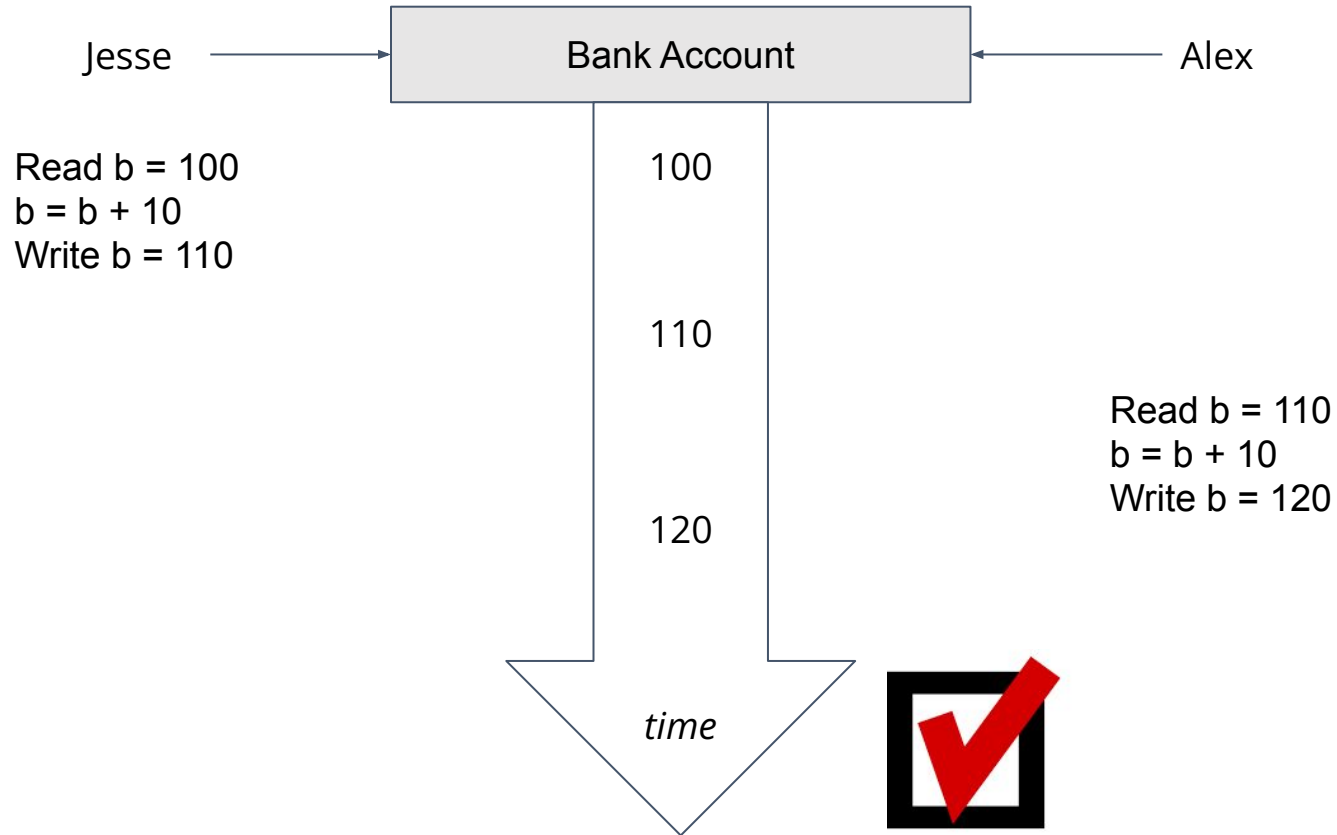 Jesse
Bank Account
Alex
Read b = 100
b = b + 10
Write b = 110
100
110
Read b = 110
b = b + 10
Write b = 120
120
time